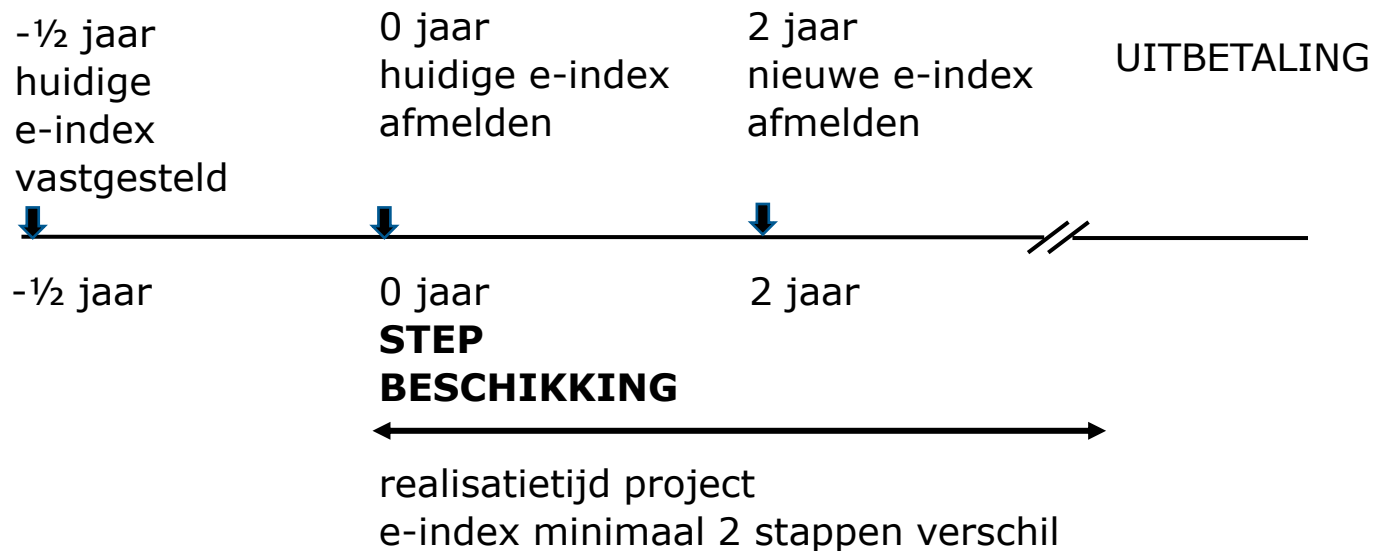 -½ jaar
huidige
e-index
vastgesteld
0 jaar
huidige e-index
afmelden
2 jaar
nieuwe e-index
afmelden
UITBETALING
-½ jaar
0 jaar
STEP
BESCHIKKING
2 jaar
realisatietijd project
e-index minimaal 2 stappen verschil